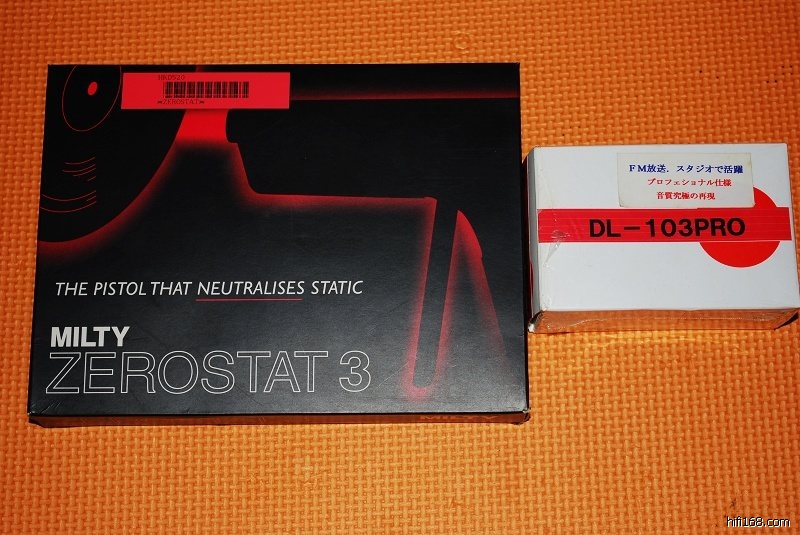 HKD520
*ZEROSTAT*
THE PISTOL THAT NEUTRALISES STATIC
MILTY
ZEROSTAT 3
MILTY
FM放送．スタジオで活躍
プロフェショナル仕様
音質究極の再現
DL-103PRO
hifi168.com